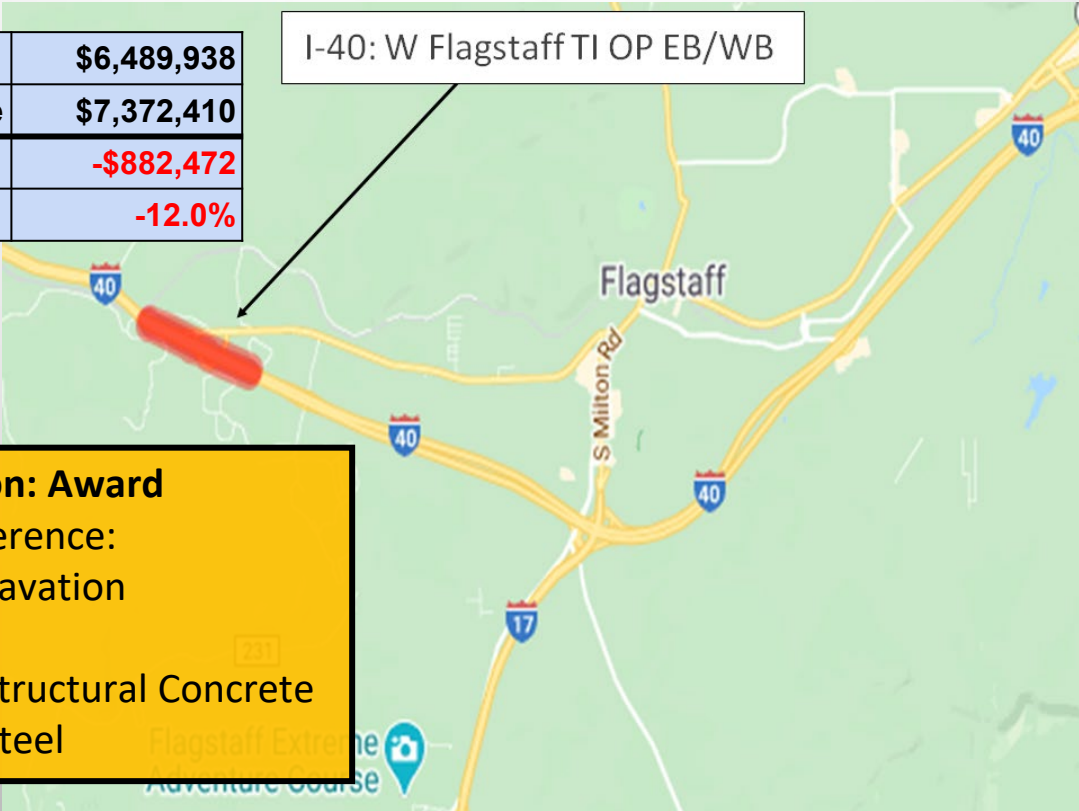 $6,489,938
e $7,372,410
-$882,472
-12.0%
I-40: W Flagstaff TI OP EB/WB
40
40
Flagstaff
S Milton Rd
40
40
17
on: Award
erence:
avation
231
tructural Concrete
teel
Flagstaff Extreme
Adventure Course